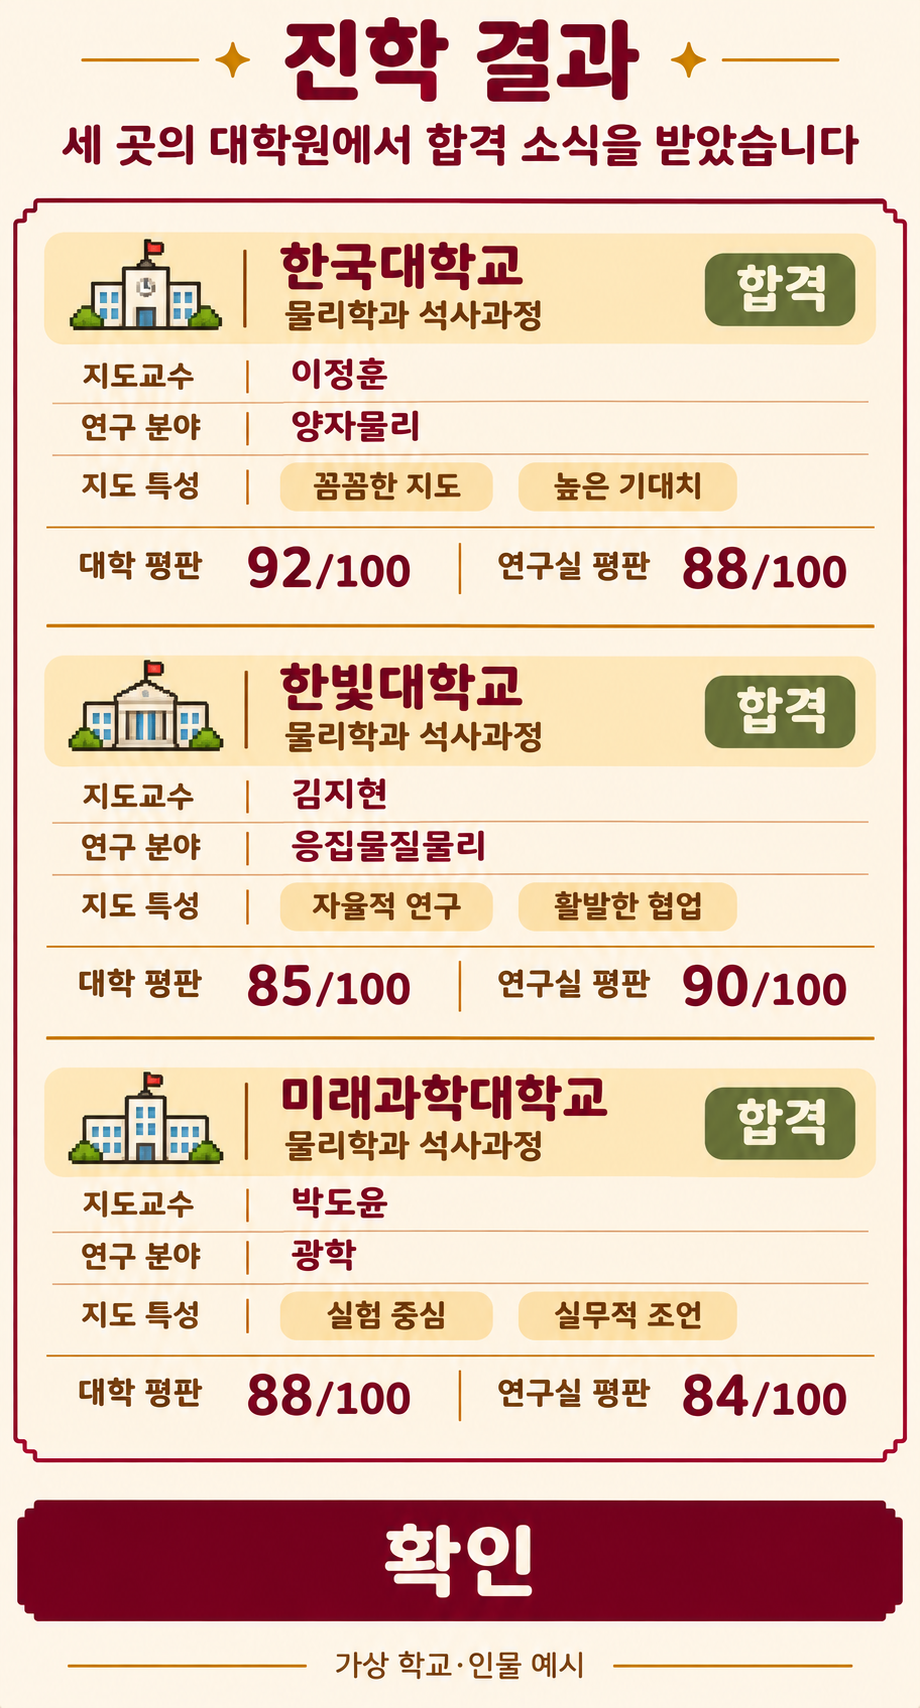 진학 결과
세 곳의 대학원에서 합격 소식을 받았습니다
한국대학교
물리학과 석사과정
합격
지도교수 이정훈
연구 분야 양자물리
지도 특성 꼼꼼한 지도 높은 기대치
대학 평판 92/100 연구실 평판 88/100
한빛대학교
물리학과 석사과정
합격
지도교수 김지현
연구 분야 응집물질물리
지도 특성 자율적 연구 활발한 협업
대학 평판 85/100 연구실 평판 90/100
미래과학대학교
물리학과 석사과정
합격
지도교수 박도윤
연구 분야 광학
지도 특성 실험 중심 실무적 조언
대학 평판 88/100 연구실 평판 84/100
확인
가상 학교·인물 예시